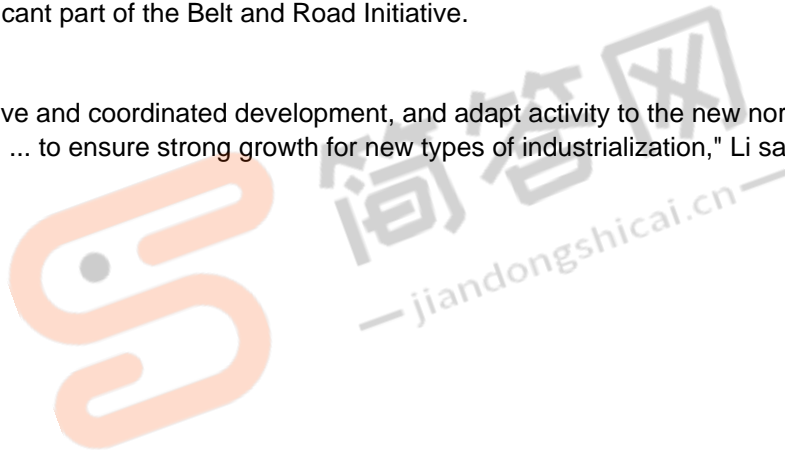 cant part of the Belt and Road Initiative.
ve and coordinated development, and adapt activity to the new nor
... to ensure strong growth for new types of industrialization," Li sa
简答网
jiandongshicai.cn